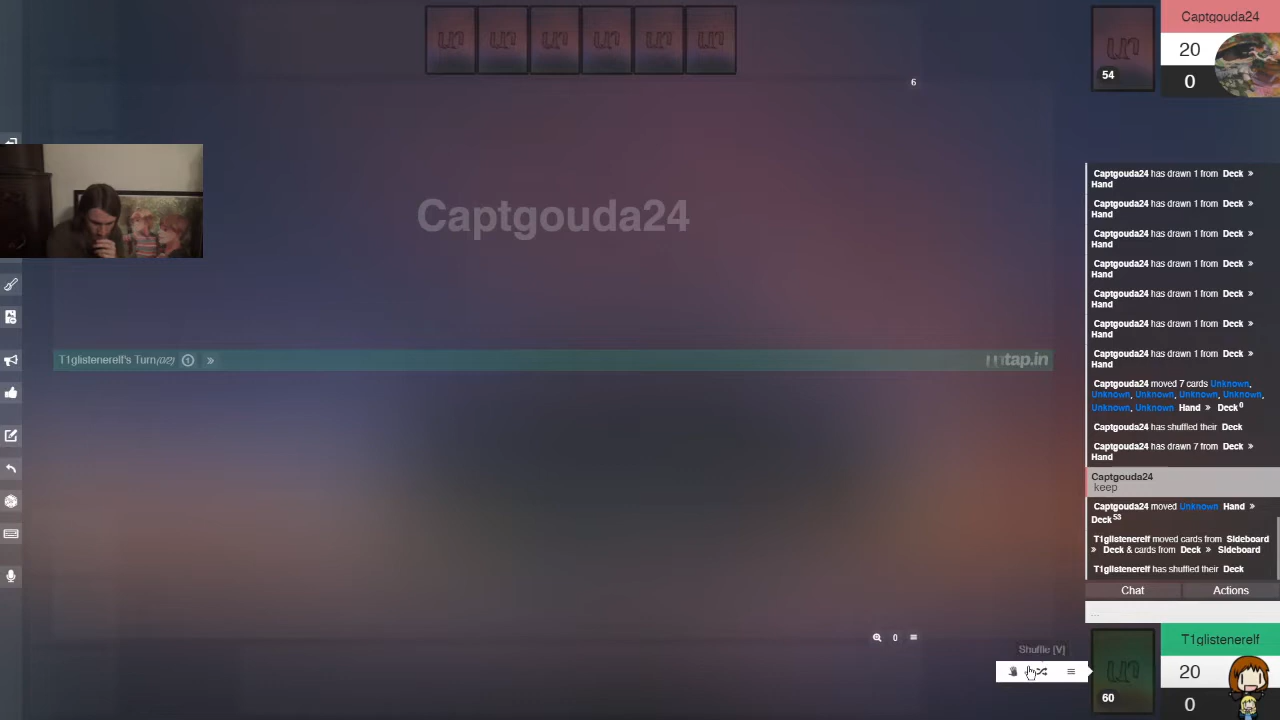 Captgouda24
20
54
0
6
Captgouda24
Captgouda24 has drawn 1 from Deck »
Hand
Captgouda24 has drawn 1 from Deck »
Hand
Captgouda24 has drawn 1 from Deck »
Hand
Captgouda24 has drawn 1 from Deck »
Hand
Captgouda24 has drawn 1 from Deck »
Hand
Captgouda24 has drawn 1 from Deck »
Hand
Captgouda24 has drawn 1 from Deck »
Hand
T1glistenerelf's Turn
1 »
untap.in
Captgouda24 moved 7 cards Unknown,
Unknown, Unknown, Unknown, Unknown,
Unknown, Unknown Hand » Deck 0
Captgouda24 has shuffled their Deck
Captgouda24 has drawn 7 from Deck »
Hand
Captgouda24
keep
Captgouda24 moved Unknown Hand »
Deck 53
T1glistenerelf moved cards from Sideboard
» Deck & cards from Deck » Sideboard
T1glistenerelf has shuffled their Deck
Chat Actions
...
0
Shuffle [V]
T1glistenerelf
20
60
0